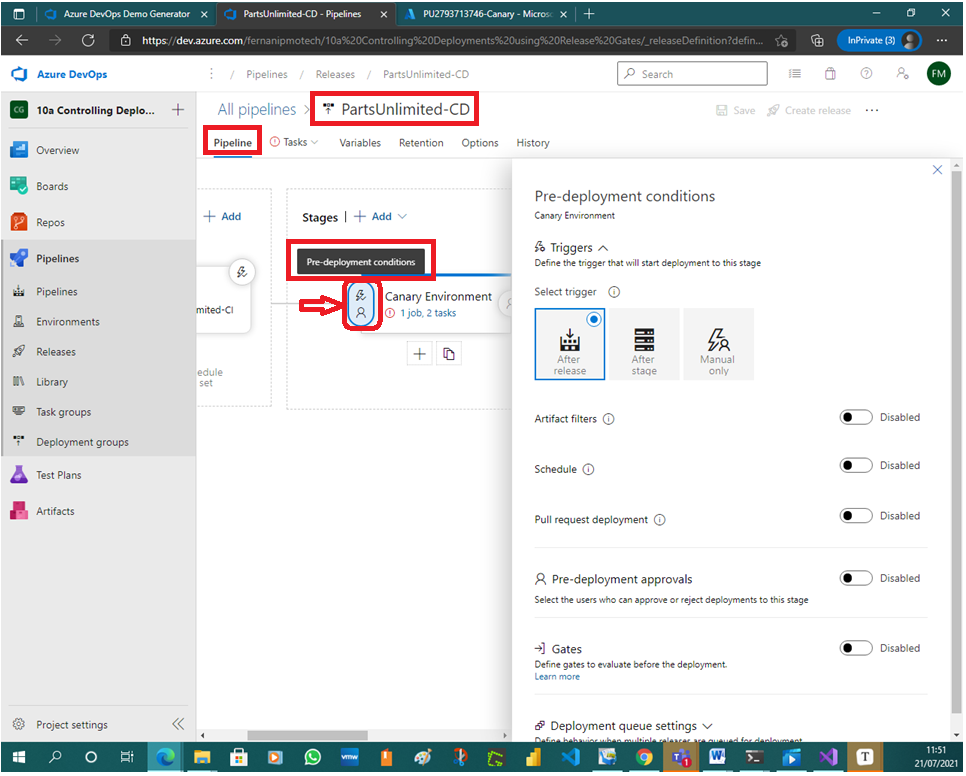 Azure DevOps Demo Generator
PartsUnlimited-CD - Pipelines
PU2793713746-Canary - Micros
https://dev.azure.com/fernanipmotech/10a%20Controlling%20Deployments%20using%20Release%20Gates/_releaseDefinition?defin...
InPrivate (3)
Azure DevOps
/ Pipelines / Releases / PartsUnlimited-CD
Search
FM
CG
10a Controlling Deplo...
Overview
Boards
Repos
Pipelines
Pipelines
Environments
Releases
Library
Task groups
Deployment groups
Test Plans
Artifacts
Project settings
All pipelines > PartsUnlimited-CD
Save
Create release
Pipeline
Tasks
Variables
Retention
Options
History
Add
Stages | + Add
Pre-deployment conditions
mited-CI
Canary Environment
1 job, 2 tasks
edule
set
Pre-deployment conditions
Canary Environment
Triggers
Define the trigger that will start deployment to this stage
Select trigger
After
release
After
stage
Manual
only
Artifact filters
Disabled
Schedule
Disabled
Pull request deployment
Disabled
Pre-deployment approvals
Disabled
Select the users who can approve or reject deployments to this stage
Gates
Disabled
Define gates to evaluate before the deployment.
Learn more
Deployment queue settings
Define behavior when multiple releases are queued for deployment
vmw
1
T
11:51
21/07/2021